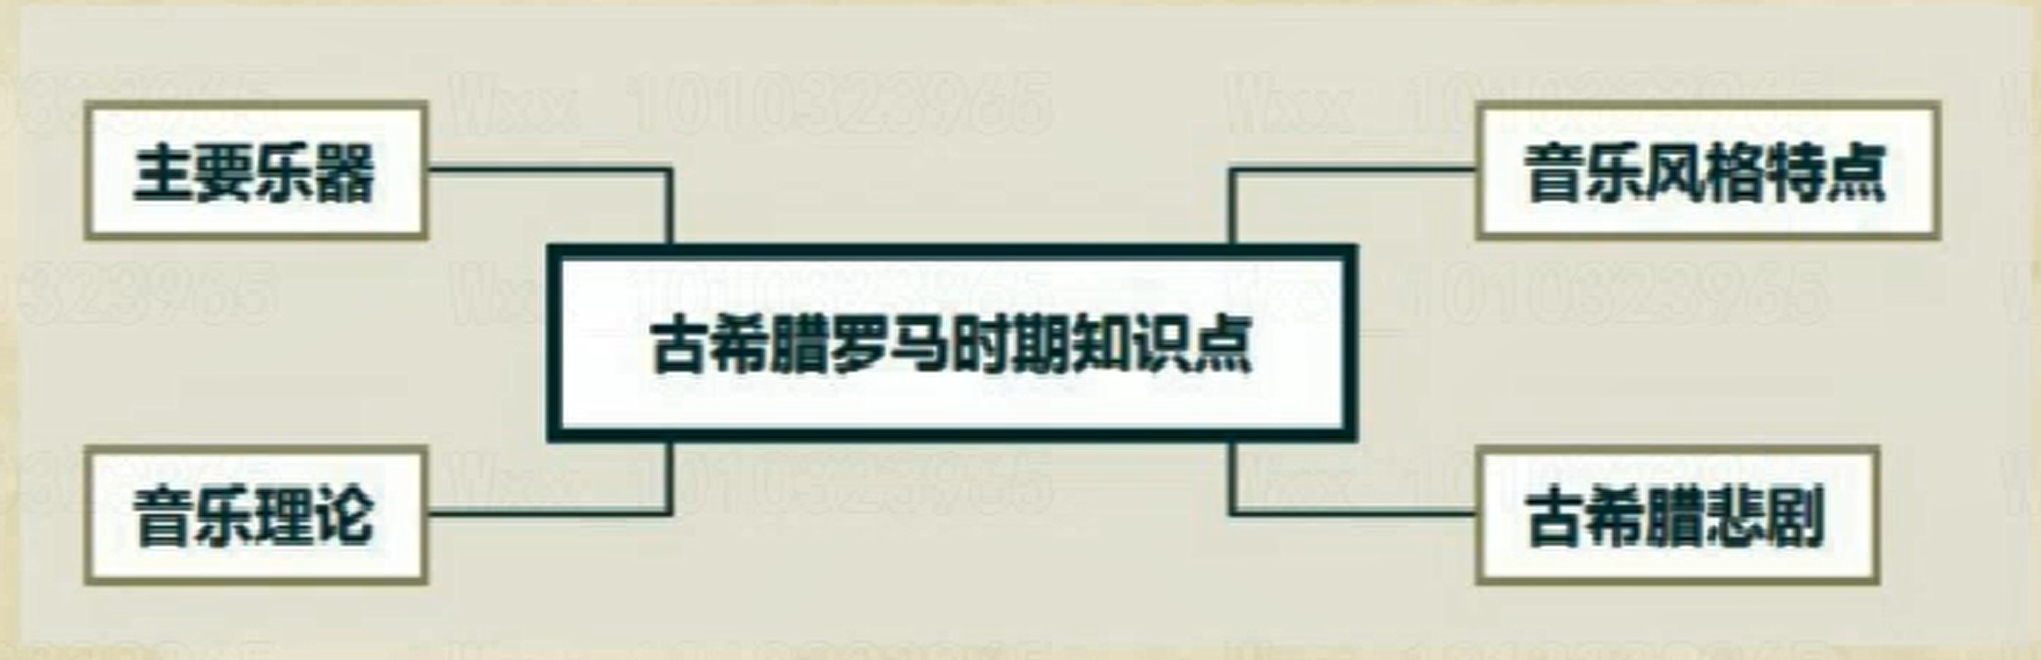 主要乐器
音乐风格特点
古希腊罗马时期知识点
音乐理论
古希腊悲剧
Wxx_1010323965